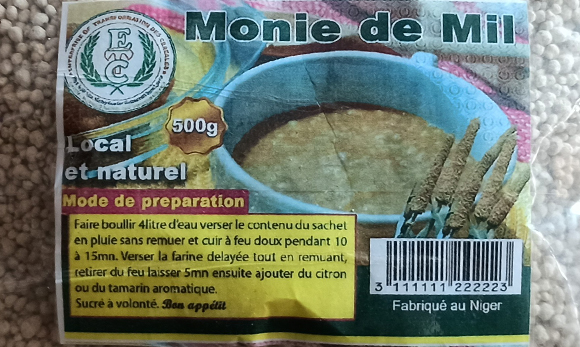 Monie de Mil
ETC
500g
Local
et naturel
Mode de preparation
Faire boullir 4litre d'eau verser le contenu du sachet
en pluie sans remuer et cuir à feu doux pendant 10
à 15mn. Verser la farine delayée tout en remuant,
retirer du feu laisser 5mn ensuite ajouter du citron
ou du tamarin aromatique.
Sucré à volonté. Bon appétit
3 111111 222223
Fabriqué au Niger